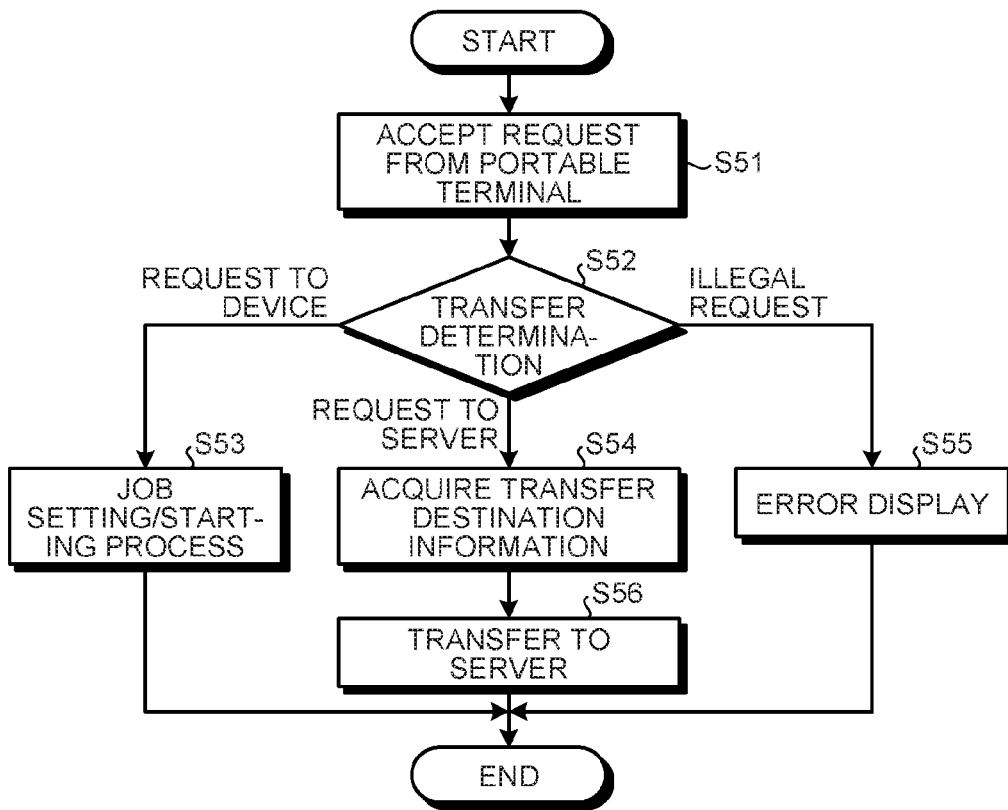 START
ACCEPT REQUEST
FROM PORTABLE
TERMINAL
S51
S52
TRANSFER
DETERMINA-
TION
REQUEST TO
DEVICE
ILLEGAL
REQUEST
REQUEST TO
SERVER
S53
JOB
SETTING/START-
ING PROCESS
S54
ACQUIRE TRANSFER
DESTINATION
INFORMATION
S55
ERROR DISPLAY
S56
TRANSFER TO
SERVER
END